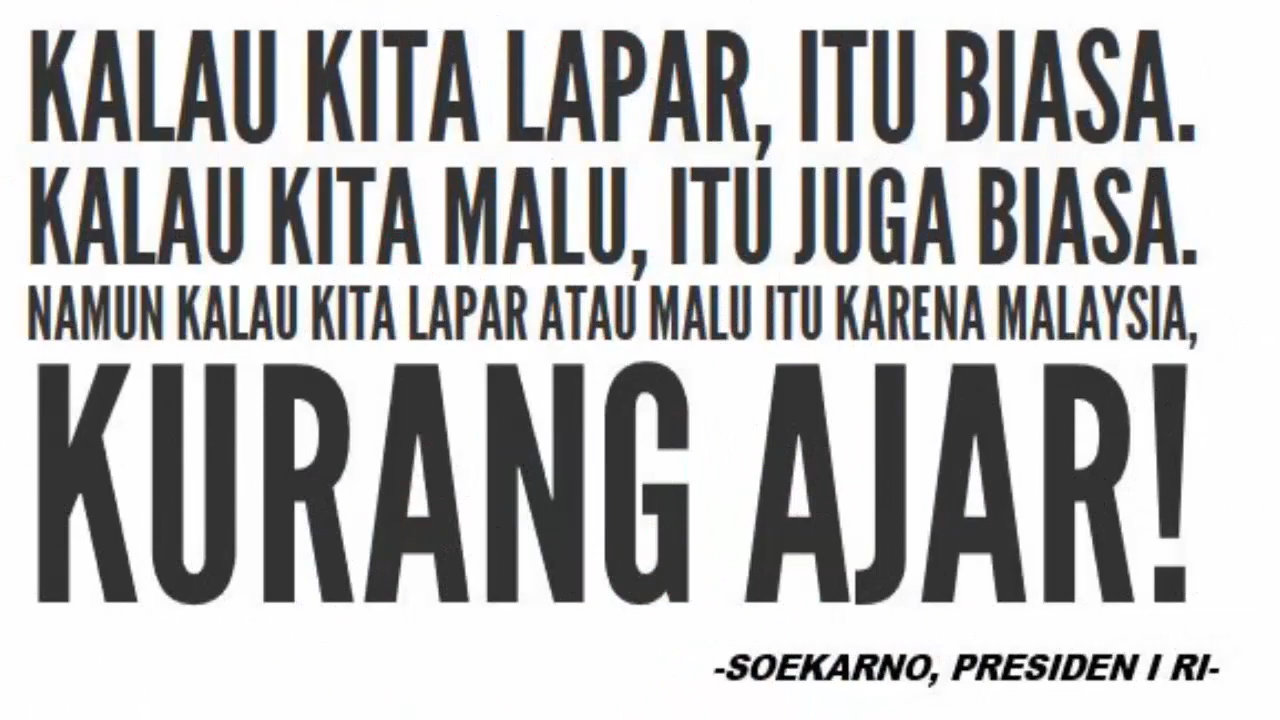 KALAU KITA LAPAR, ITU BIASA.
KALAU KITA MALU, ITU JUGA BIASA.
NAMUN KALAU KITA LAPAR ATAU MALU ITU KARENA MALAYSIA,
KURANG AJAR!
-SOEKARNO, PRESIDEN I RI-